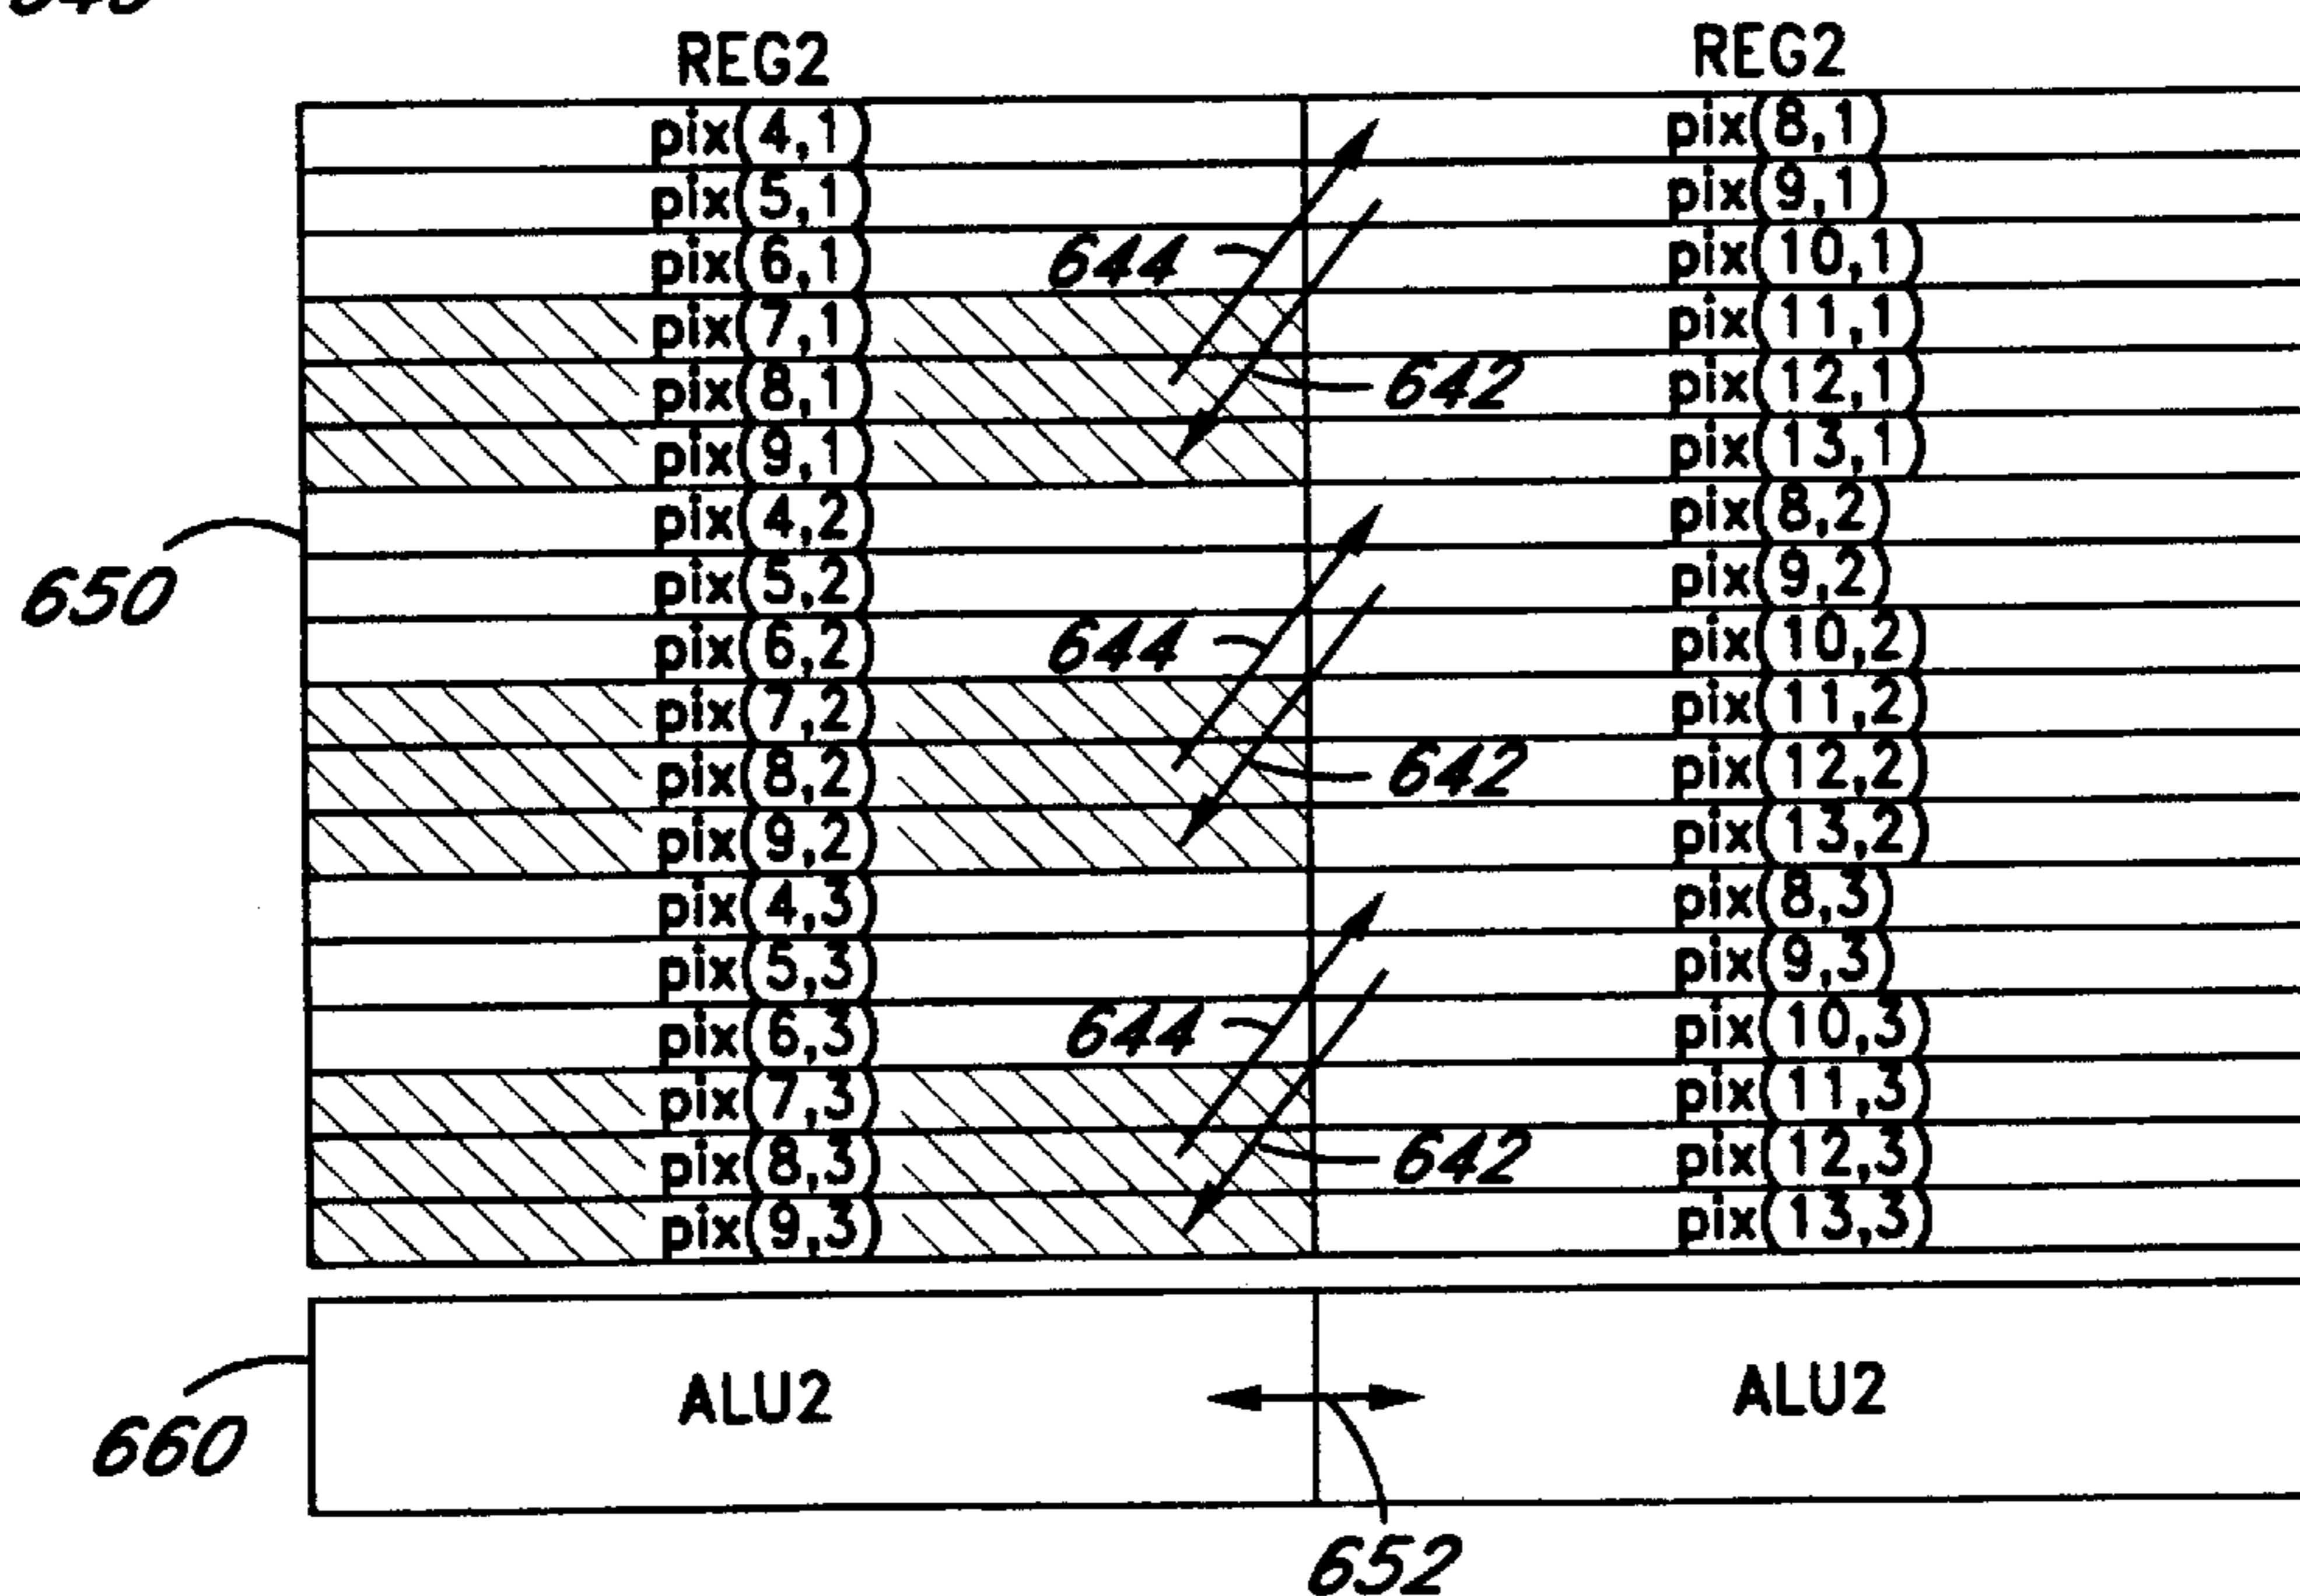 REG2 REG2
pix(4,1) pix(8,1)
pix(5,1) pix(9,1)
644 pix(6,1) pix(10,1)
pix(7,1) pix(11,1)
pix(8,1) 642 pix(12,1)
pix(9,1) pix(13,1)
pix(4,2) pix(8,2)
650 pix(5,2) pix(9,2)
pix(6,2) 644 pix(10,2)
pix(7,2) pix(11,2)
pix(8,2) 642 pix(12,2)
pix(9,2) pix(13,2)
pix(4,3) pix(8,3)
pix(5,3) pix(9,3)
pix(6,3) 644 pix(10,3)
pix(7,3) pix(11,3)
pix(8,3) 642 pix(12,3)
pix(9,3) pix(13,3)
ALU2 ALU2
660
652